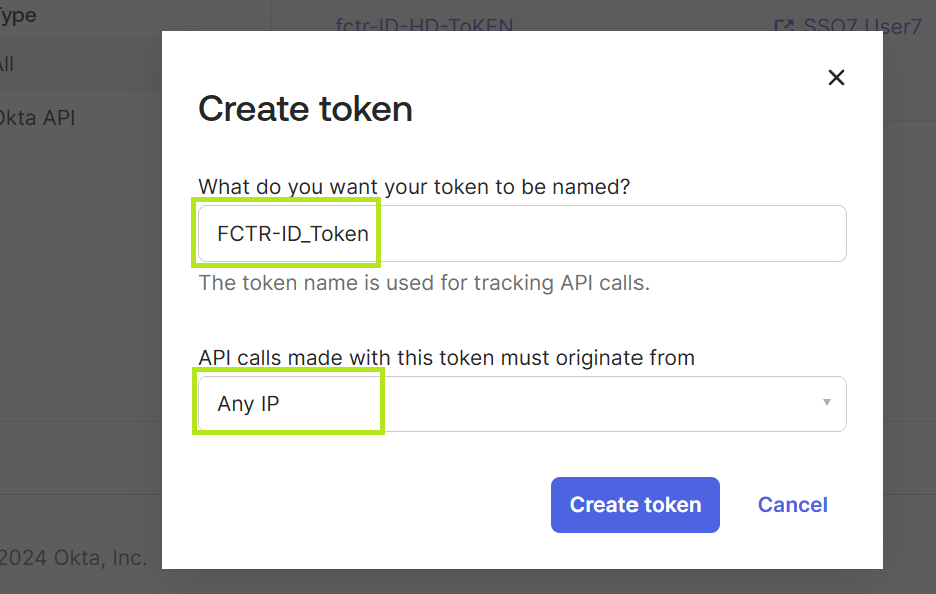 Type
fctr-ID-HD-ToKEN
SSO7 User7
All
Okta API
Create token
What do you want your token to be named?
FCTR-ID_Token
The token name is used for tracking API calls.
API calls made with this token must originate from
Any IP
Create token
Cancel
2024 Okta, Inc.